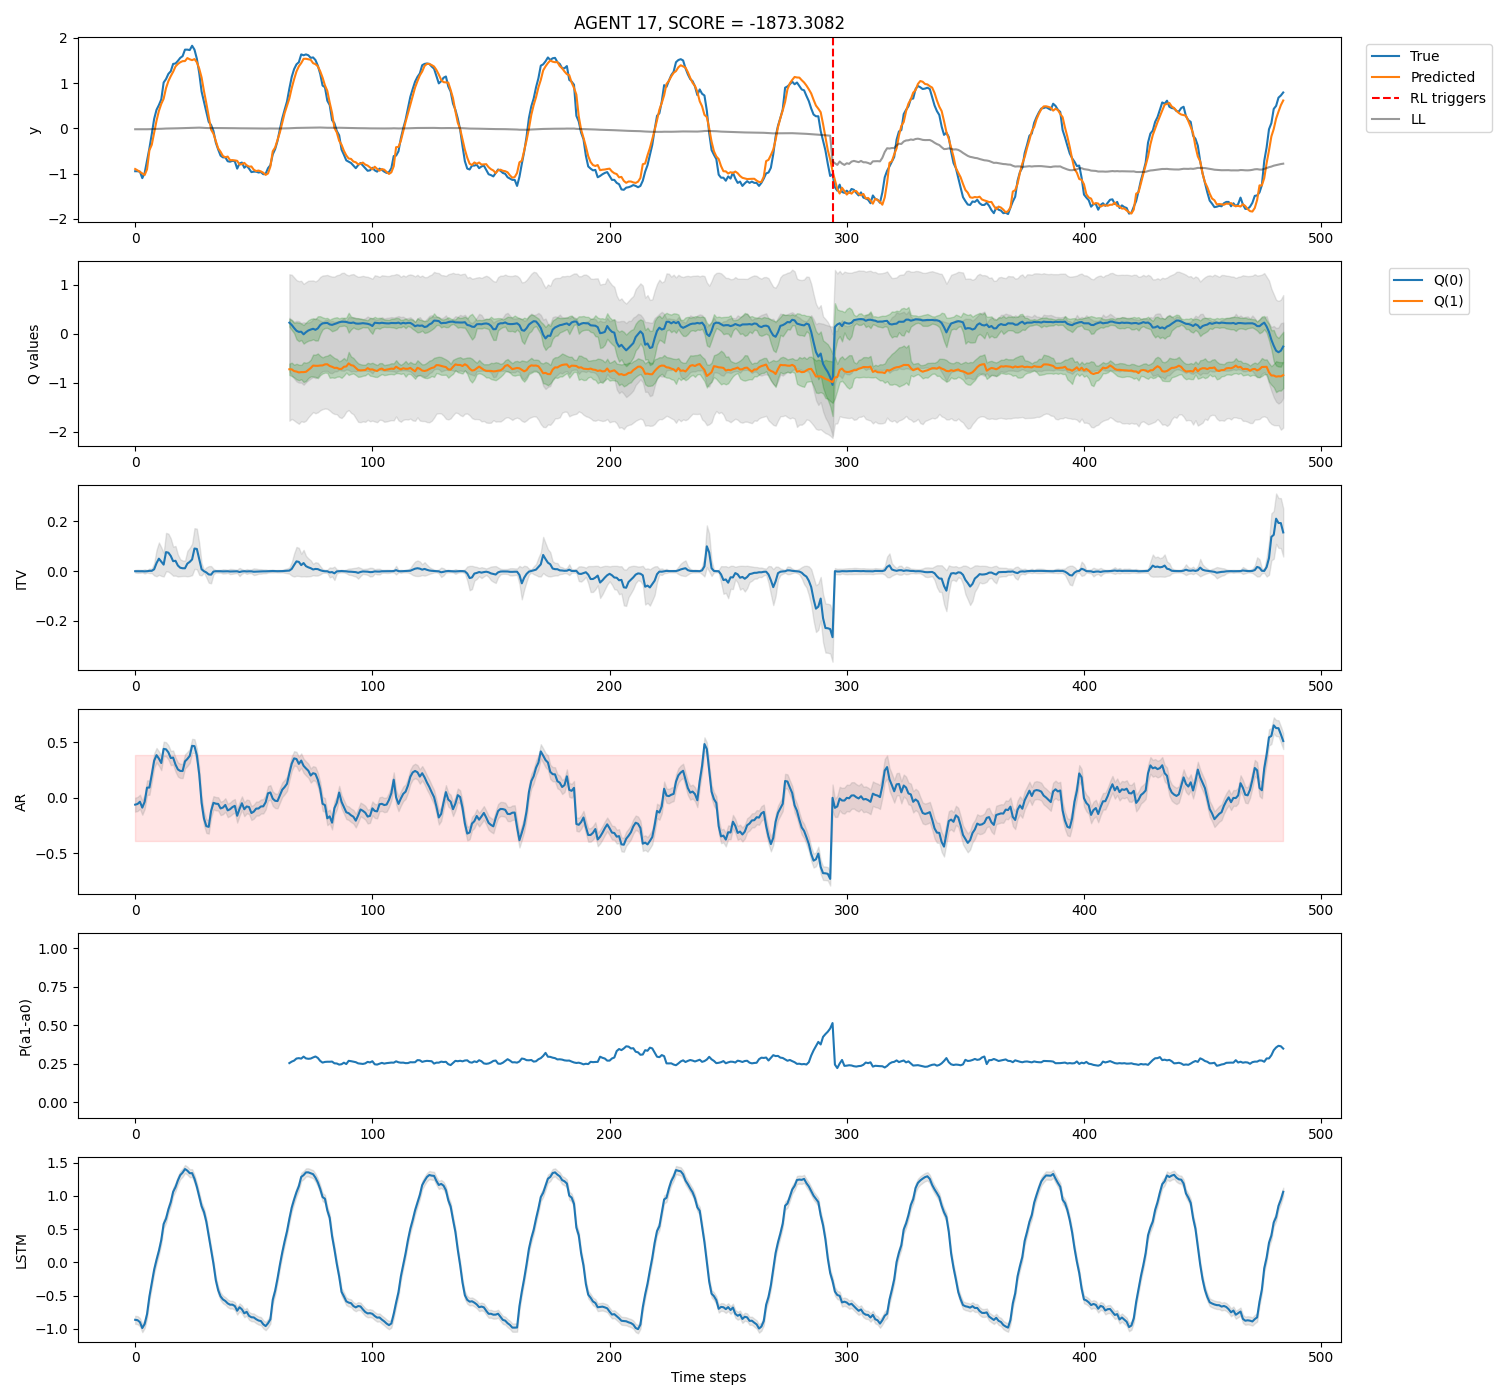 AGENT 17, SCORE = -1873.3082
2
1
0
−1
−2
y
0 100 200 300 400 500
True
Predicted
RL triggers
LL
1
0
−1
−2
Q values
0 100 200 300 400 500
Q(0)
Q(1)
0.2
0.0
−0.2
ITV
0 100 200 300 400 500
0.5
0.0
−0.5
AR
0 100 200 300 400 500
1.00
0.75
0.50
0.25
0.00
P(a1-a0)
0 100 200 300 400 500
1.5
1.0
0.5
0.0
−0.5
−1.0
LSTM
0 100 200 300 400 500
Time steps